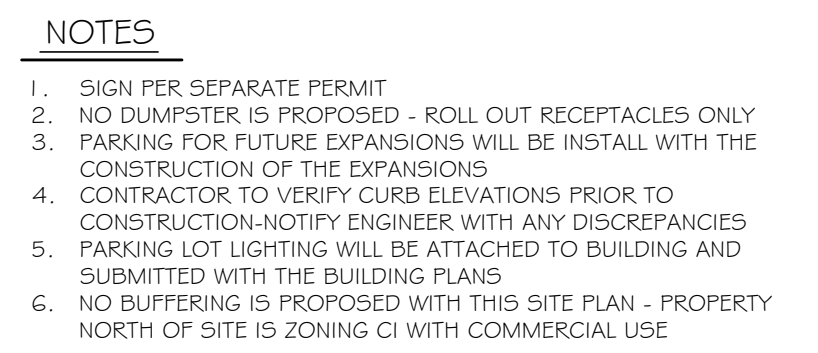 NOTES
1. SIGN PER SEPARATE PERMIT
2. NO DUMPSTER IS PROPOSED - ROLL OUT RECEPTACLES ONLY
3. PARKING FOR FUTURE EXPANSIONS WILL BE INSTALL WITH THE
CONSTRUCTION OF THE EXPANSIONS
4. CONTRACTOR TO VERIFY CURB ELEVATIONS PRIOR TO
CONSTRUCTION-NOTIFY ENGINEER WITH ANY DISCREPANCIES
5. PARKING LOT LIGHTING WILL BE ATTACHED TO BUILDING AND
SUBMITTED WITH THE BUILDING PLANS
6. NO BUFFERING IS PROPOSED WITH THIS SITE PLAN - PROPERTY
NORTH OF SITE IS ZONING CI WITH COMMERCIAL USE